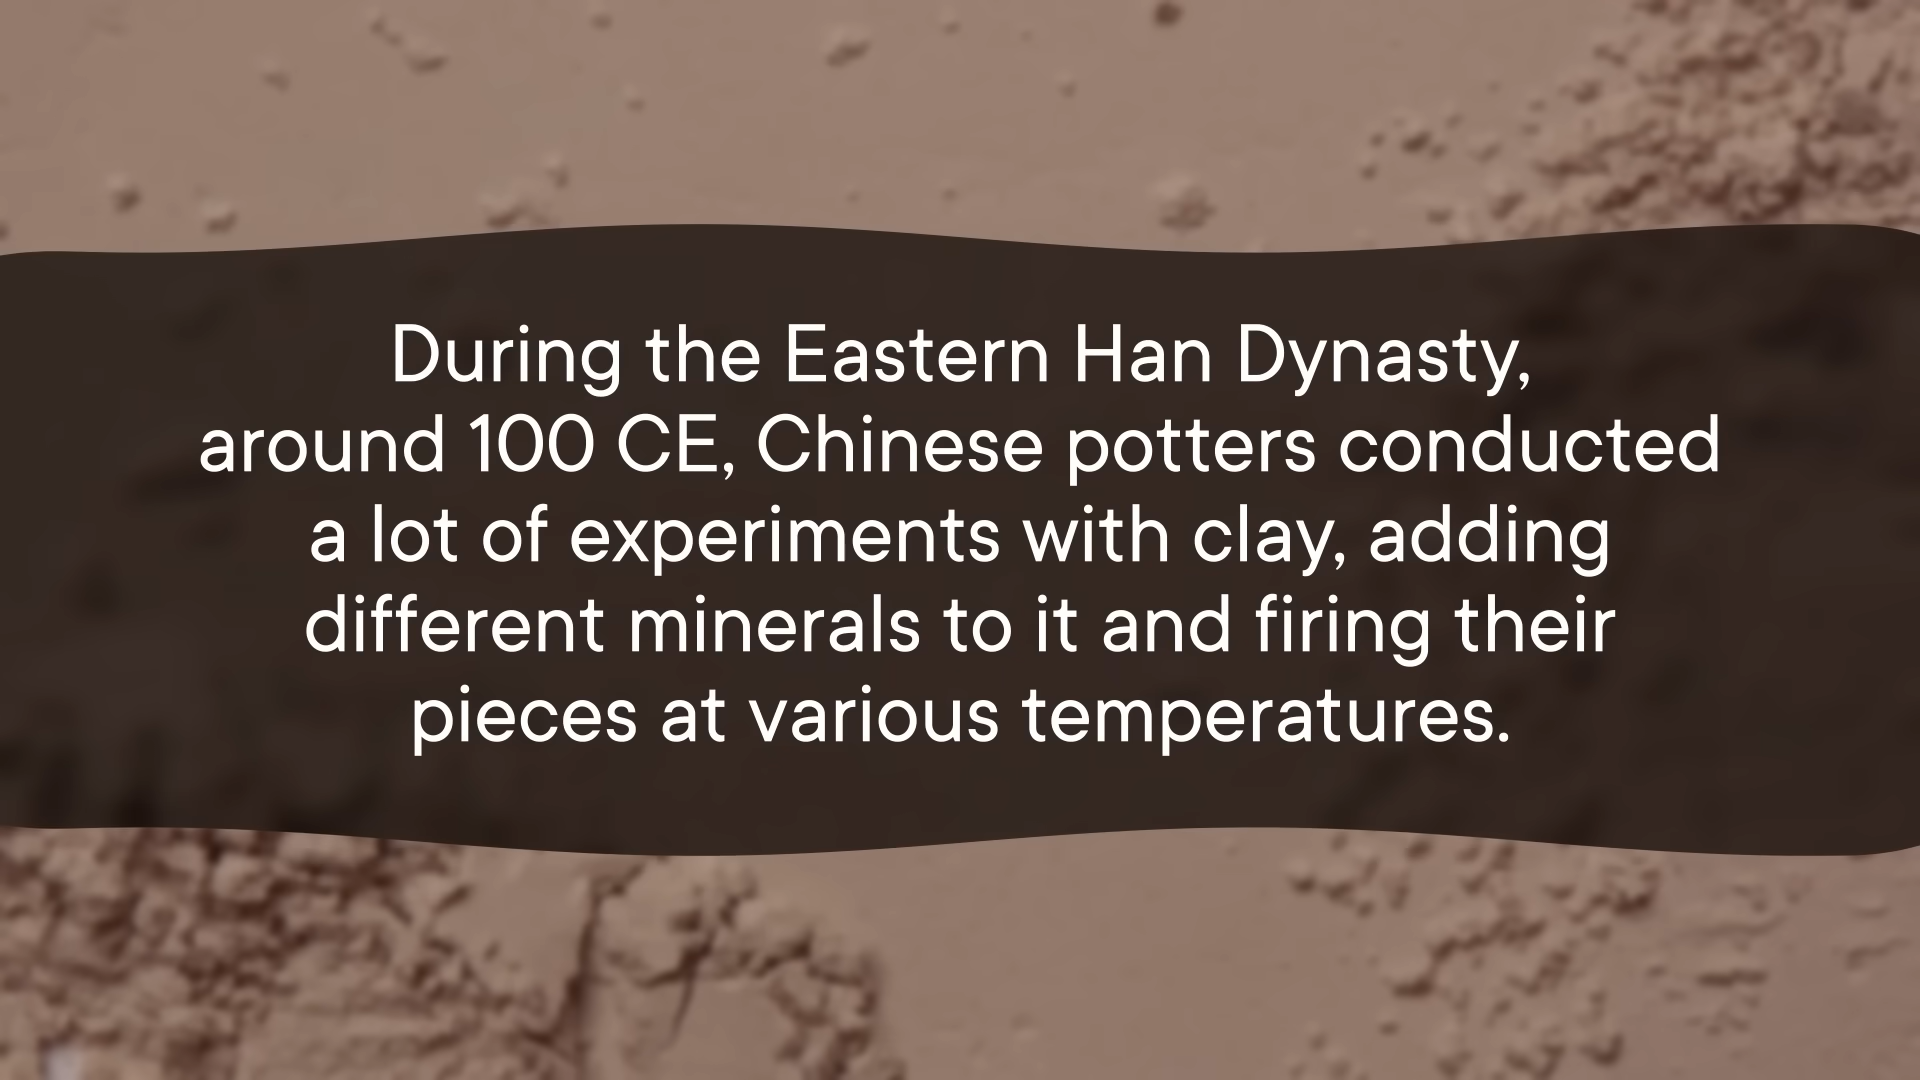 During the Eastern Han Dynasty,
around 100 CE, Chinese potters conducted
a lot of experiments with clay, adding
different minerals to it and firing their
pieces at various temperatures.